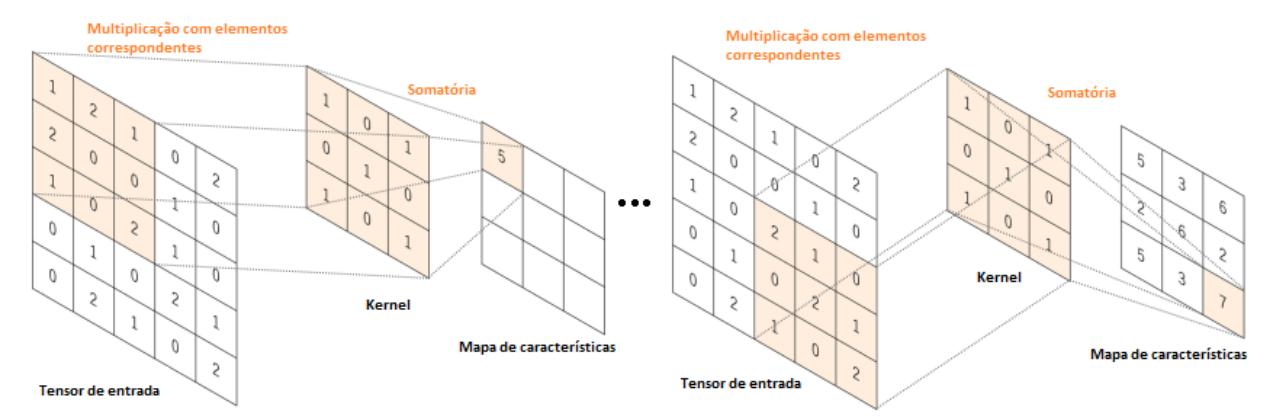 Multiplicação com elementos
correspondentes
Somatória
1 2 1 0 2
2 0 0 1 0
1 0 2 1 0
0 1 0 2 1
0 2 1 0 2
Tensor de entrada
1 0 1
0 1 0
1 0 1
Kernel
5
Mapa de características
•••
Multiplicação com elementos
correspondentes
Somatória
1 2 1 0 2
2 0 0 1 0
1 0 2 1 0
0 1 0 2 1
0 2 1 0 2
Tensor de entrada
1 0 1
0 1 0
1 0 1
Kernel
5 3 6
2 6 2
5 3 7
Mapa de características